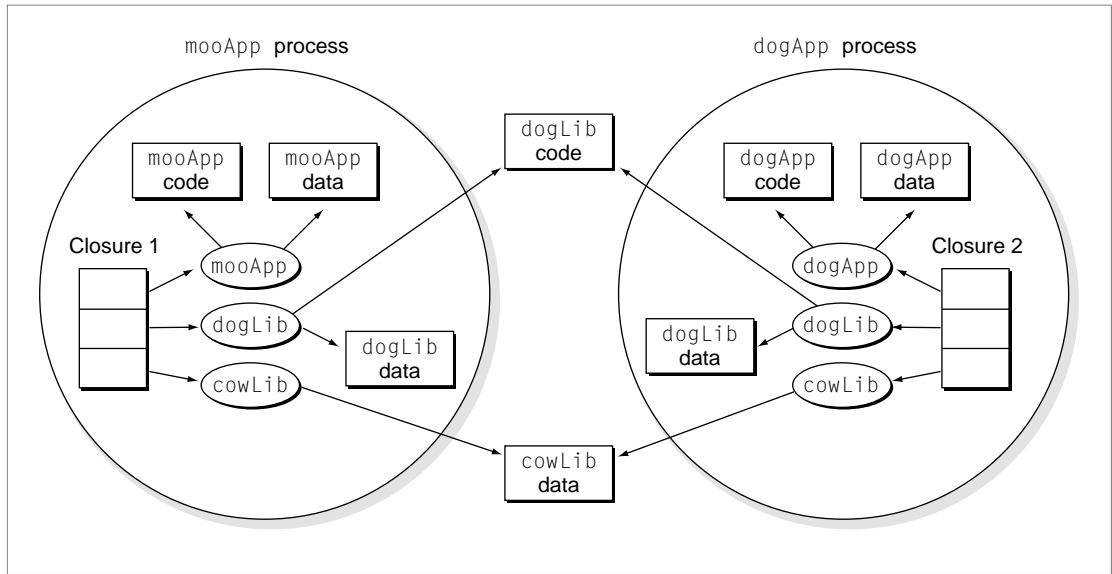 mooApp process
dogApp process
dogLib
code
mooApp
code
mooApp
data
dogApp
code
dogApp
data
Closure 1
Closure 2
mooApp
dogApp
dogLib
dogLib
dogLib
data
dogLib
data
cowLib
cowLib
cowLib
data